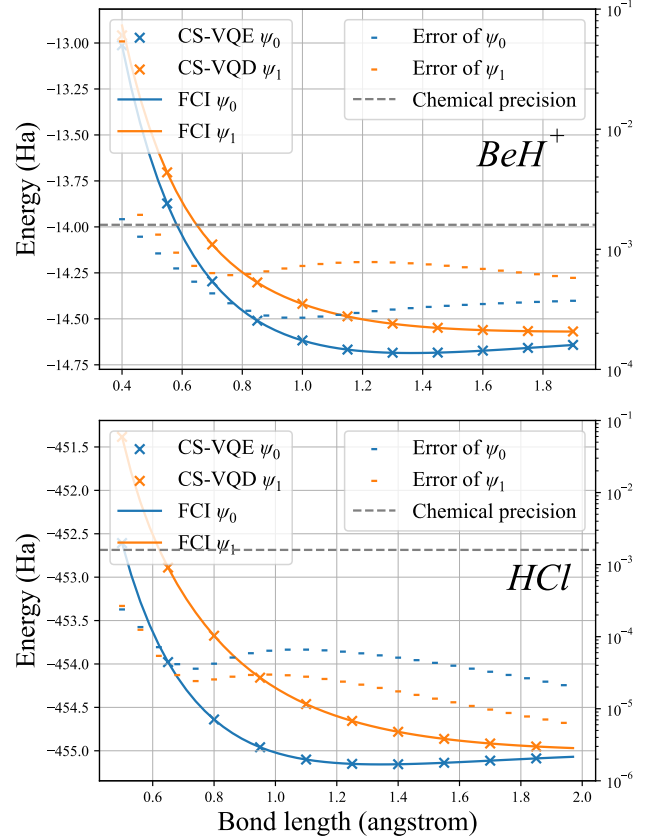 10⁻¹
−13.00
CS-VQE ψ₀
Error of ψ₀
−13.25
CS-VQD ψ₁
Error of ψ₁
FCI ψ₀
Chemical precision
−13.50
FCI ψ₁
10⁻²
BeH⁺
−13.75
−14.00
10⁻³
−14.25
−14.50
−14.75
10⁻⁴
Energy (Ha)
0.4 0.6 0.8 1.0 1.2 1.4 1.6 1.8
10⁻¹
−451.5
CS-VQE ψ₀
Error of ψ₀
CS-VQD ψ₁
Error of ψ₁
−452.0
10⁻²
FCI ψ₀
Chemical precision
−452.5
FCI ψ₁
10⁻³
HCl
−453.0
−453.5
10⁻⁴
−454.0
−454.5
10⁻⁵
−455.0
10⁻⁶
Energy (Ha)
0.6 0.8 1.0 1.2 1.4 1.6 1.8 2.0
Bond length (angstrom)